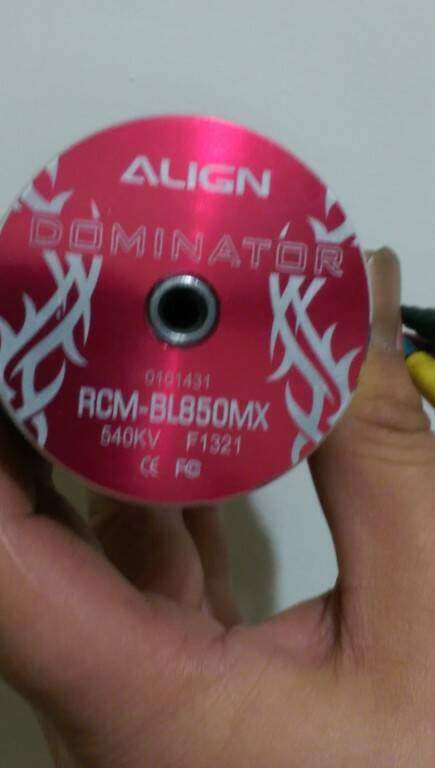 ALIGN
DOMINATOR
0101431
RCM-BL850MX
540KV F1321
CE FC